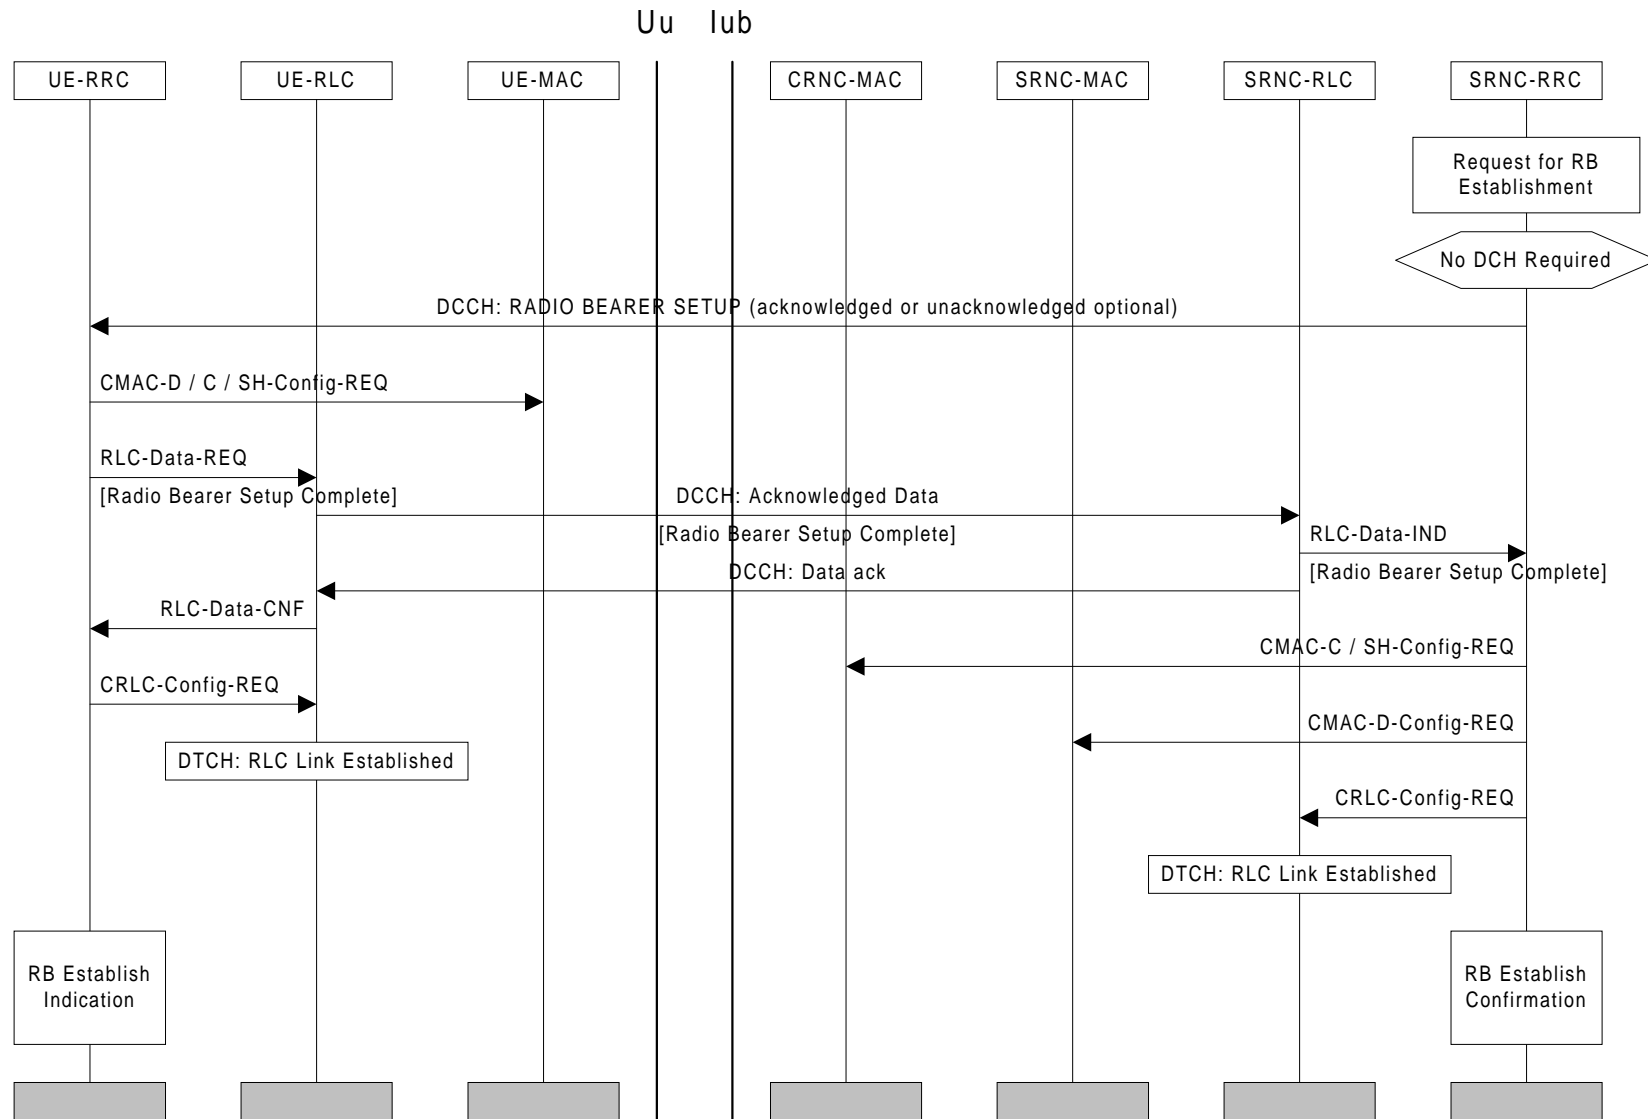 Uu Iub
UE-RRC UE-RLC UE-MAC CRNC-MAC SRNC-MAC SRNC-RLC SRNC-RRC
Request for RB
Establishment
No DCH Required
DCCH: RADIO BEARER SETUP (acknowledged or unacknowledged optional)
CMAC-D / C / SH-Config-REQ
RLC-Data-REQ
[Radio Bearer Setup Complete]
DCCH: Acknowledged Data
[Radio Bearer Setup Complete]
RLC-Data-IND
[Radio Bearer Setup Complete]
DCCH: Data ack
RLC-Data-CNF
CMAC-C / SH-Config-REQ
CRLC-Config-REQ
CMAC-D-Config-REQ
DTCH: RLC Link Established
CRLC-Config-REQ
DTCH: RLC Link Established
RB Establish
Indication
RB Establish
Confirmation